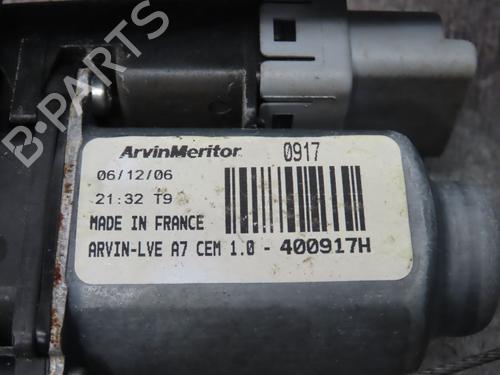 B-PARTS
ArvinMeritor 0917
06/12/06
21:32 T9
MADE IN FRANCE
ARVIN-LVE A7 CEM 1.0 - 400917H